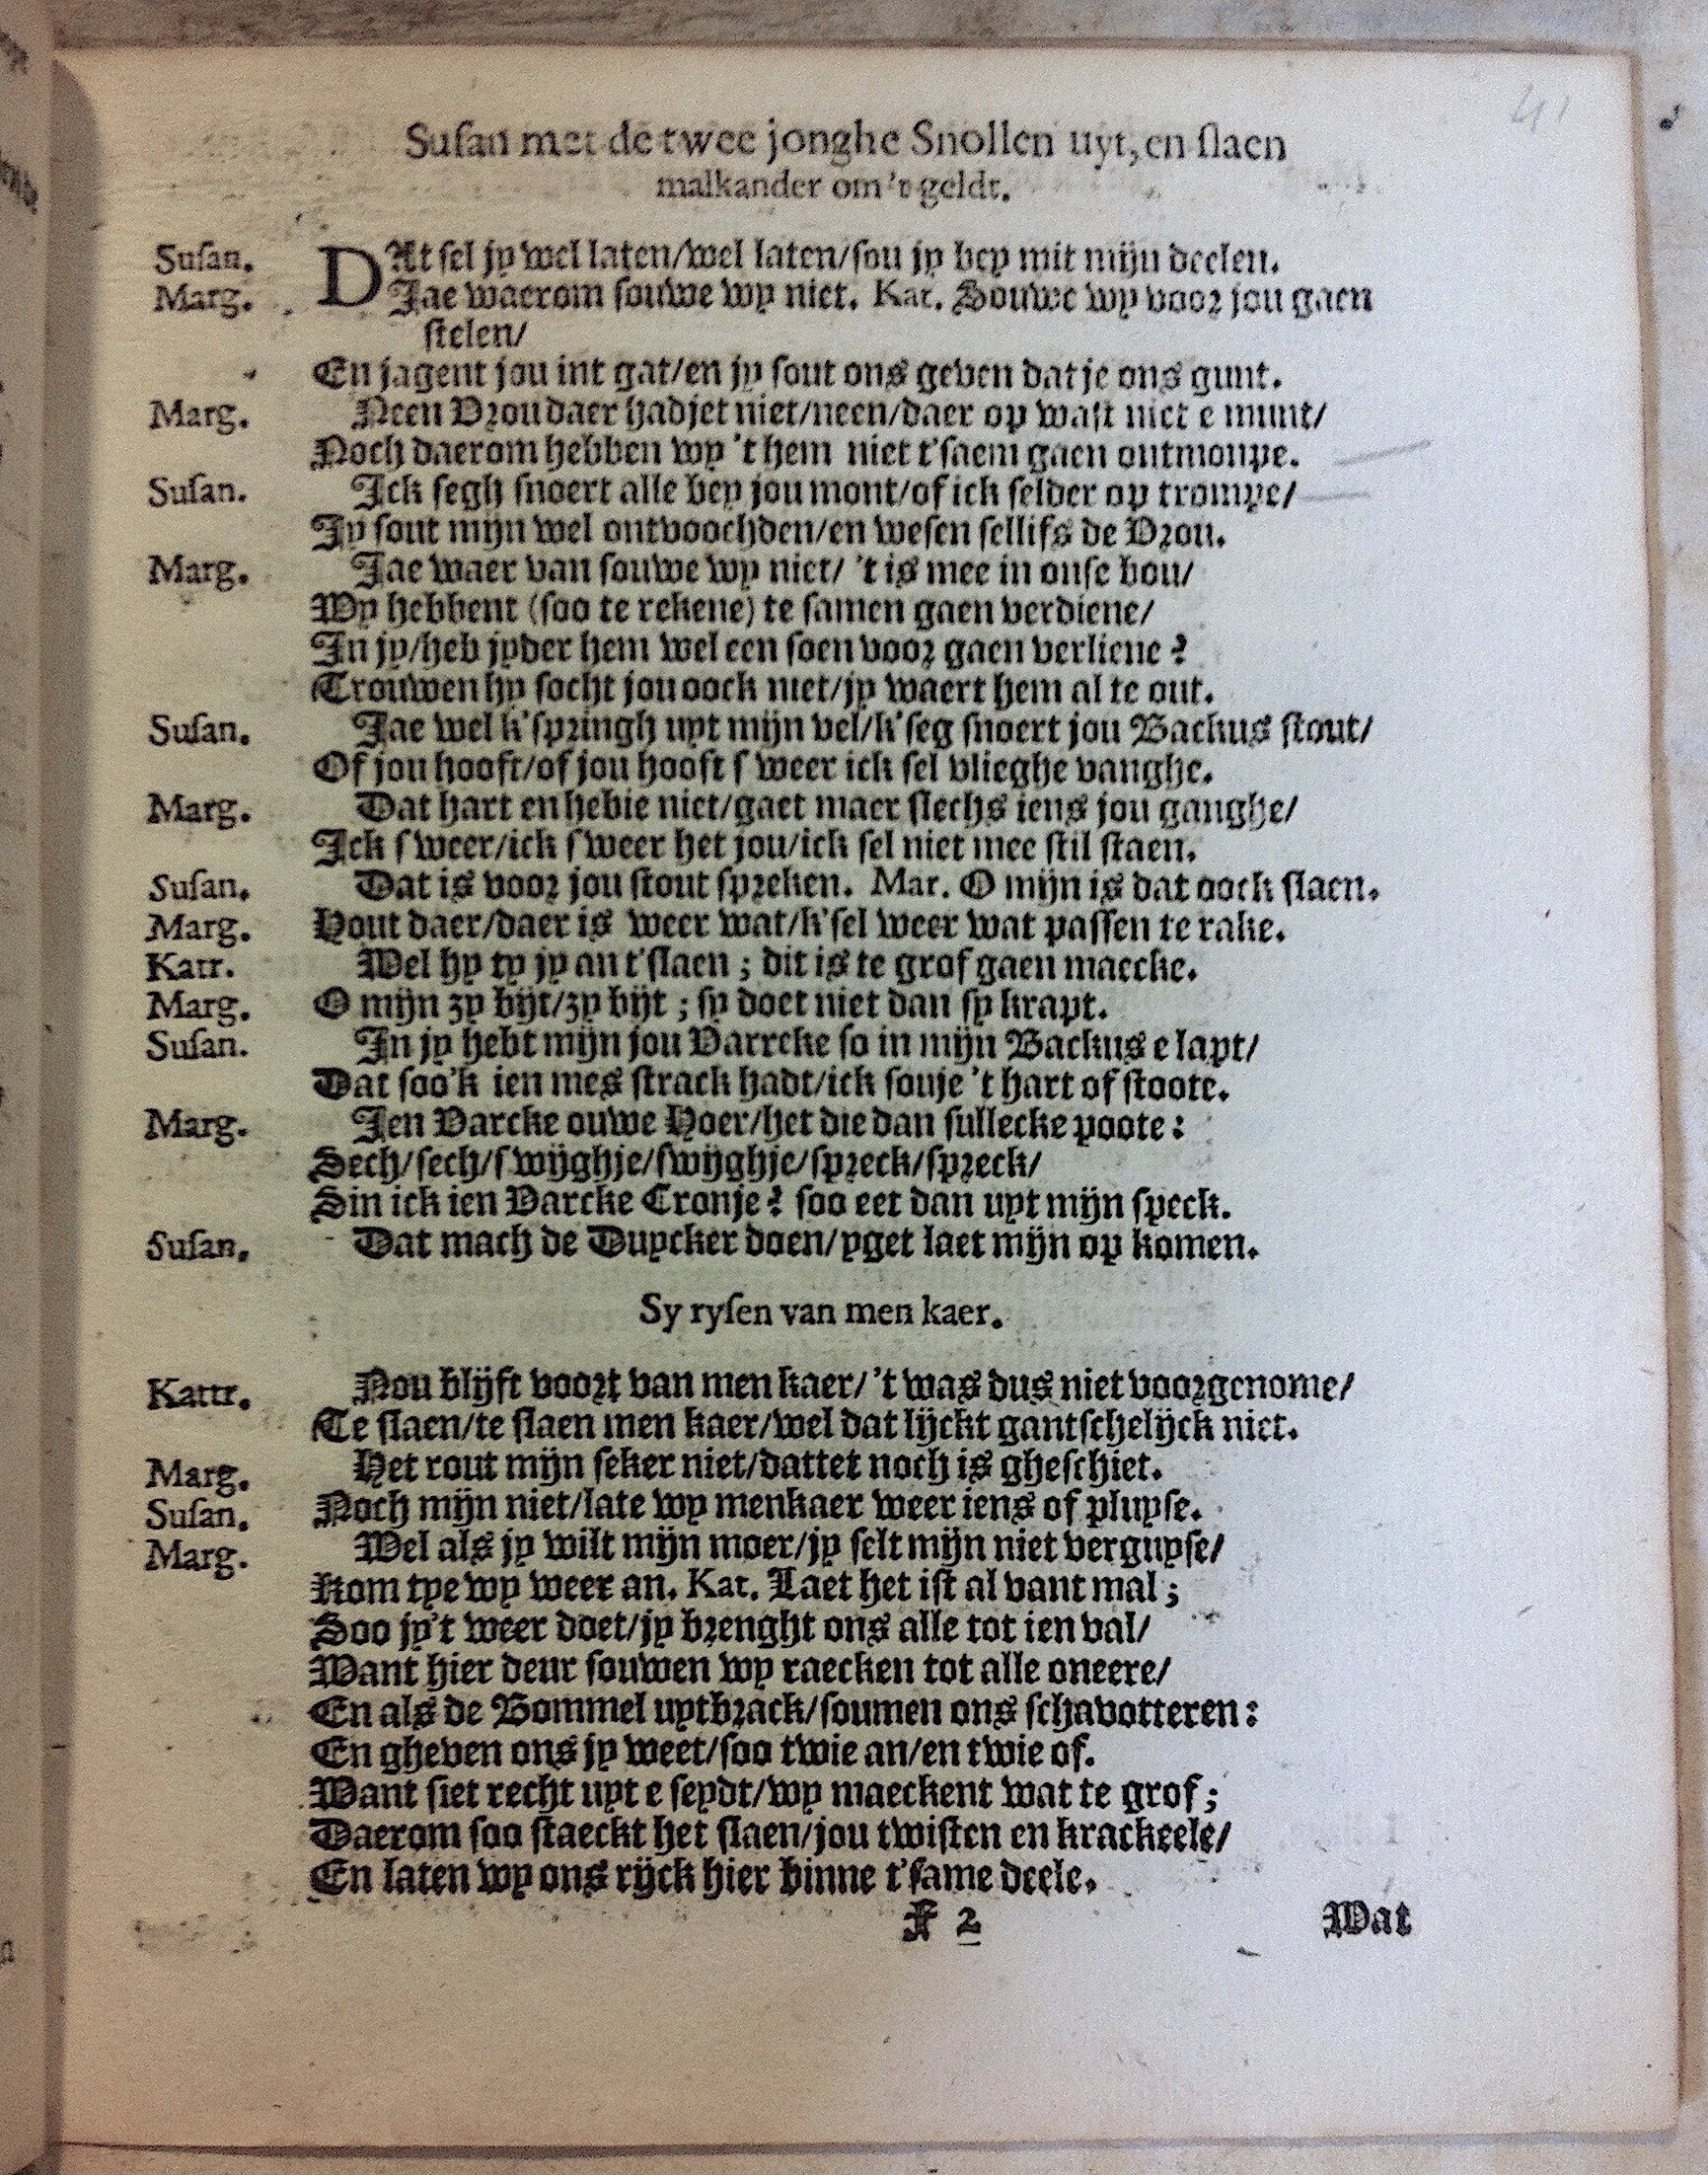 41
Susan met de twee jonghe Snollen uyt, en slaen
malkander om 't geldt.
Susan. DAt sel jy wel laten/wel laten/sou jy bey mit mijn deelen.
Marg. Jae waerom souwe wy niet. Kat. Souwe wy voor jou gaen
stelen/
En jagent jou int gat/en jy sout ons geven dat je ons gunt.
Marg. Neen Vrou daer hadjet niet/neen/daer op wast niet e munt/
Noch daerom hebben wy 't hem niet t'saem gaen ontmoupe.
Susan. Ick segh snoert alle bey jou mont/of ick selder op trompe/
Jy sout mijn wel ontvoochden/en wesen sellifs de Vrou.
Marg. Jae waer van souwe wy niet/ 't is mee in onse bou/
Wy hebbent (soo te rekene) te samen gaen verdiene/
In jy/heb jyder hem wel een soen voor gaen verliene?
Trouwen hy socht jou oock niet/jy waert hem al te out.
Susan. Jae wel k'springh uyt mijn vel/k'seg snoert jou Backus stout/
Of jou hooft/of jou hooft sweer ick sel vlieghe vanghe.
Marg. Dat hart en hebie niet/gaet maer slechs iens jou ganghe/
Ick sweer/ick sweer het jou/ick sel niet mee stil staen.
Susan. Dat is voor jou stout spreken. Mar. O mijn is dat oock slaen.
Marg. Hout daer/daer is weer wat/k'sel weer wat passen te rake.
Katr. Wel hy ty jy an t'slaen; dit is te grof gaen maecke.
Marg. O mijn zy bijt/zy bijt; sy doet niet dan sy krapt.
Susan. In jy hebt mijn jou Varrcke so in mijn Backus e lapt/
Dat soo'k ien mes strack hadt/ick souje 't hart of stoote.
Marg. Ien Varcke ouwe Hoer/het die dan sullecke poote:
Sech/sech/swijghje/swijghje/spreck/spreck/
Sin ick ien Varcke Cronje? soo eet dan uyt mijn speck.
Susan. Dat mach de Duycker doen/yget laet mijn op komen.
Sy rysen van men kaer.
Kattr. Nou blijft voort van men kaer/'t was dus niet voorgenome/
Te slaen/te slaen men kaer/wel dat lijckt gantschelijck niet.
Marg. Het rout mijn seker niet/dattet noch is gheschiet.
Susan. Noch mijn niet/late wy menkaer weer iens of pluyse.
Marg. Wel als jy wilt mijn moer/jy selt mijn niet verguyse/
Kom tye wy weer an. Kat. Laet het ist al vant mal;
Soo jy't weer doet/jy brenght ons alle tot ien val/
Want hier deur souwen wy raecken tot alle oneere/
En als de Bommel uytbrack/soumen ons schavotteren:
En gheven ons jy weet/soo twie an/en twie of.
Want siet recht uyt e seydt/wy maeckent wat te grof;
Daerom soo staeckt het slaen/jou twisten en krackeele/
En laten wy ons rijck hier binne t'same deele.
F 2 Wat